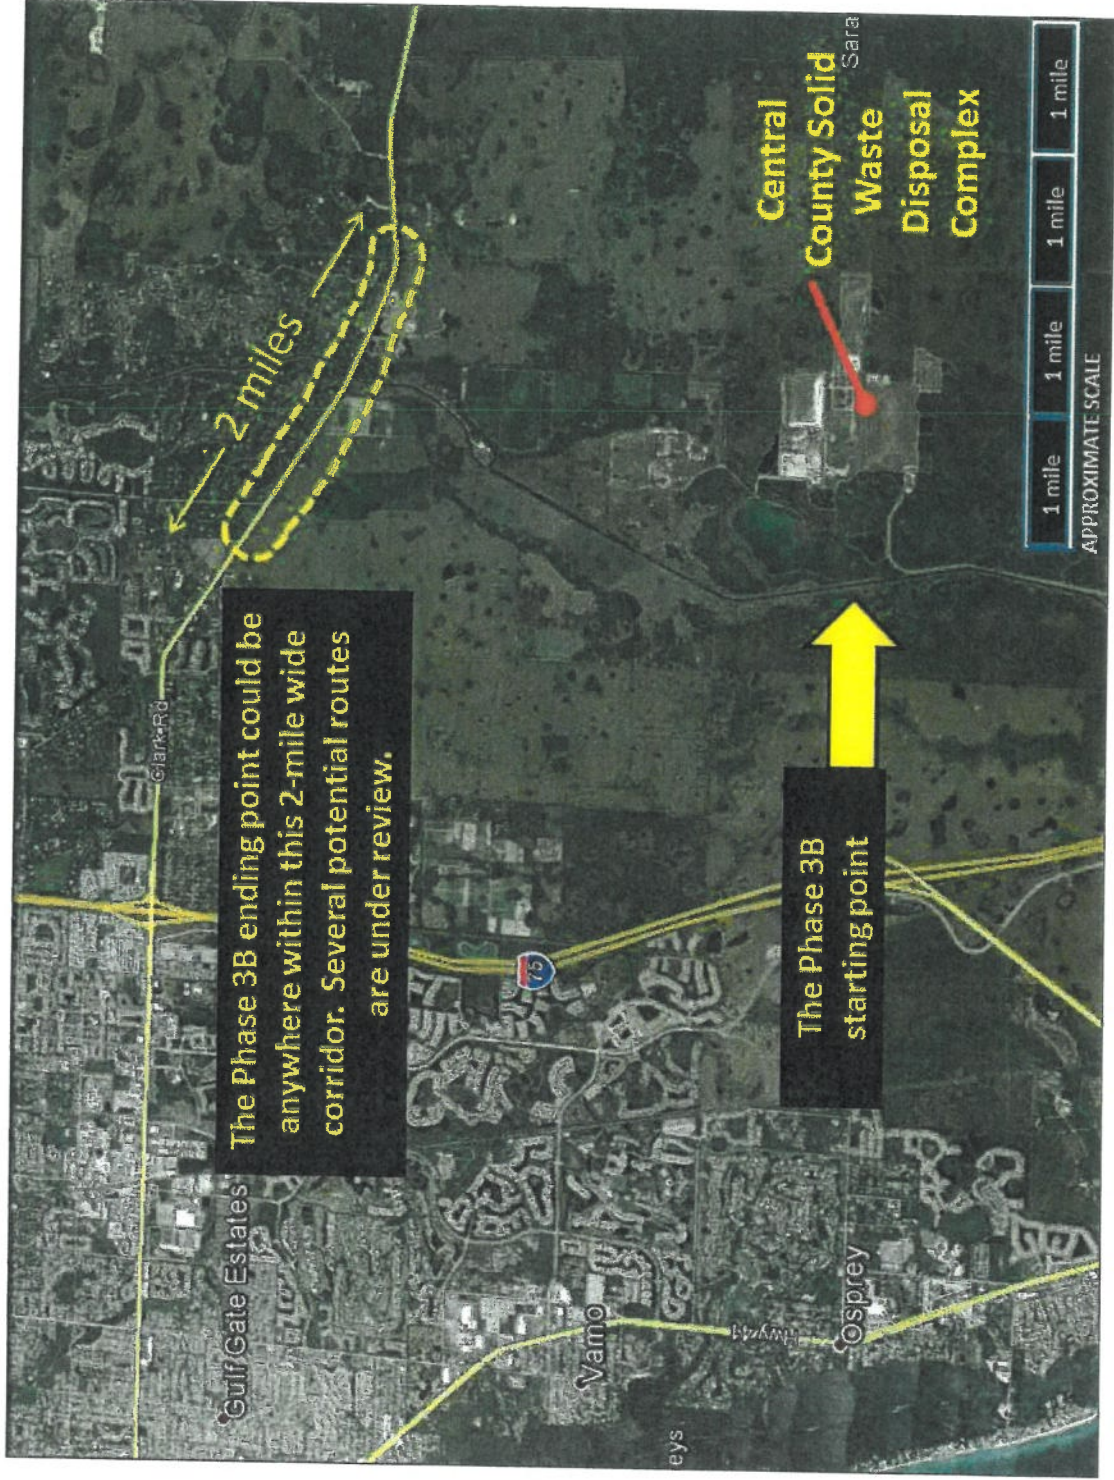 Clark Rd
2 miles
The Phase 3B ending point could be
anywhere within this 2-mile wide
corridor. Several potential routes
are under review.
Gulf Gate Estates
75
Vamo
Hwy 41
Osprey
eys
The Phase 3B
starting point
Central
County Solid
Waste
Disposal
Complex
Sara
1 mile
1 mile
1 mile
1 mile
APPROXIMATE SCALE